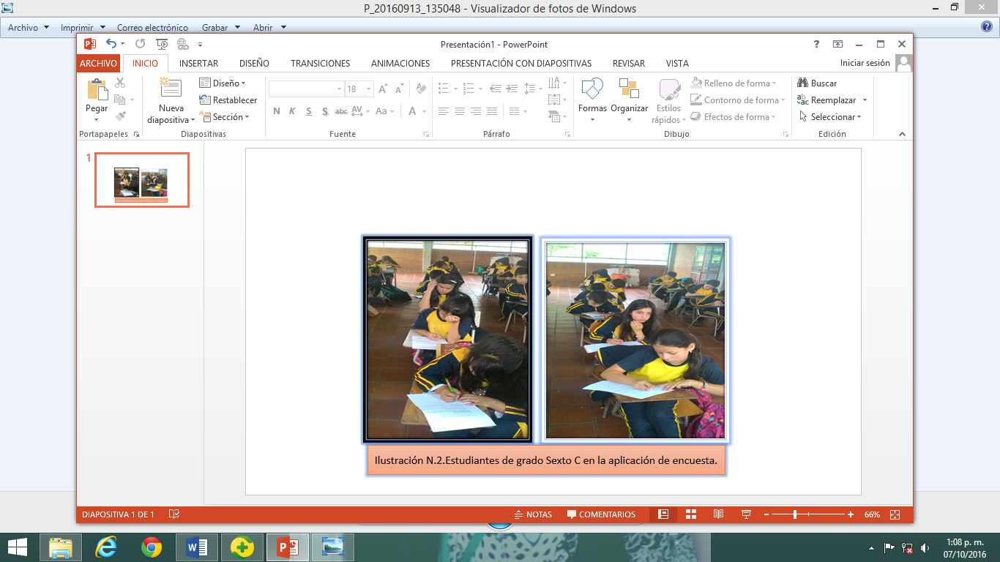 P_20160913_135048 - Visualizador de fotos de Windows
Archivo Imprimir Correo electrónico Grabar Abrir
Presentación1 - PowerPoint
ARCHIVO INICIO INSERTAR DISEÑO TRANSICIONES ANIMACIONES PRESENTACIÓN CON DIAPOSITIVAS REVISAR VISTA Iniciar sesión
Pegar
Nueva diapositiva
Diseño
Restablecer
Sección
18
N K S S abc AV Aa A
Formas
Organizar
Estilos rápidos
Relleno de forma
Contorno de forma
Efectos de forma
Buscar
Reemplazar
Seleccionar
Portapapeles Diapositivas Fuente Párrafo Dibujo Edición
1
Ilustración N.2.Estudiantes de grado Sexto C en la aplicación de encuesta.
DIAPOSITIVA 1 DE 1 NOTAS COMENTARIOS 66%
1:08 p. m.
07/10/2016